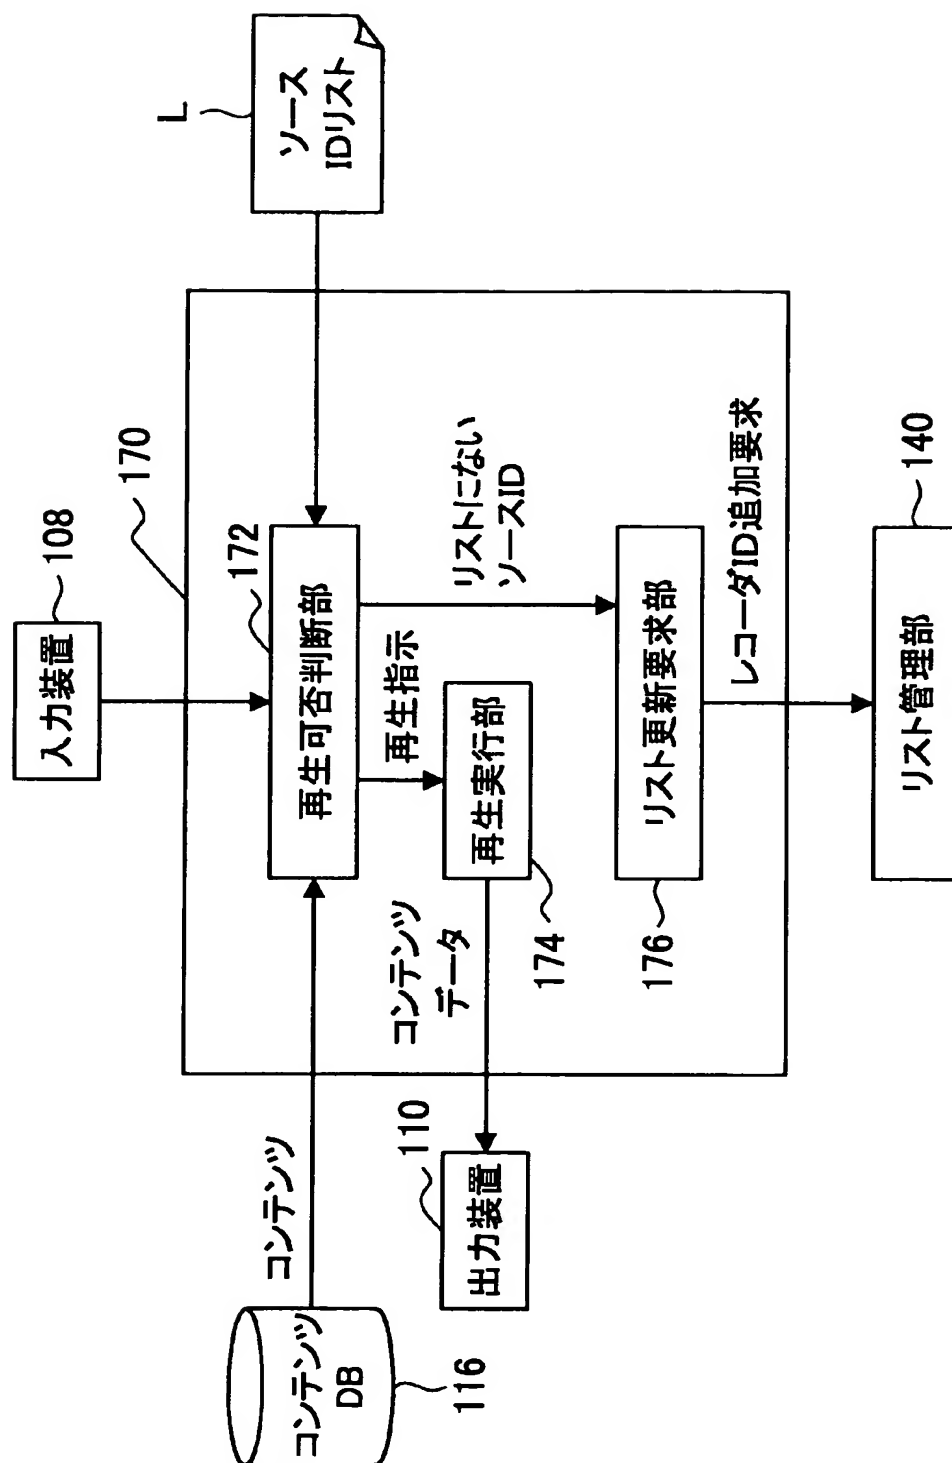 L
ソース
IDリスト
170
108
入力装置
172
再生可否判断部
リストにない
ソースID
再生指示
コンテンツ
コンテンツ
DB
116
再生実行部
174
コンテンツ
データ
110
出力装置
リスト更新要求部
176
レコーダID追加要求
140
リスト管理部